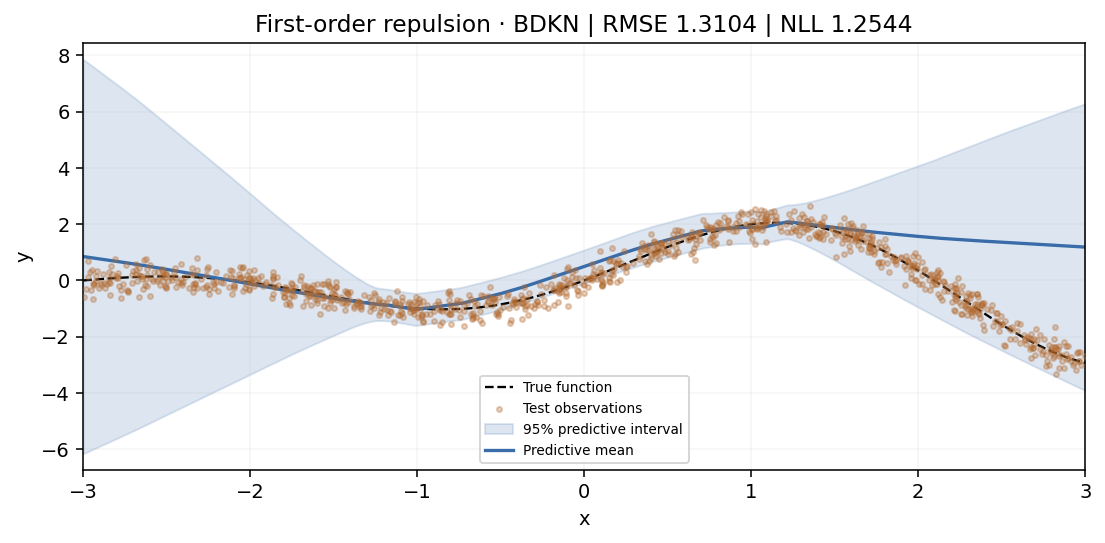 First-order repulsion · BDKN | RMSE 1.3104 | NLL 1.2544
8
6
4
2
0
−2
−4
−6
y
True function
Test observations
95% predictive interval
Predictive mean
−3 −2 −1 0 1 2 3
x